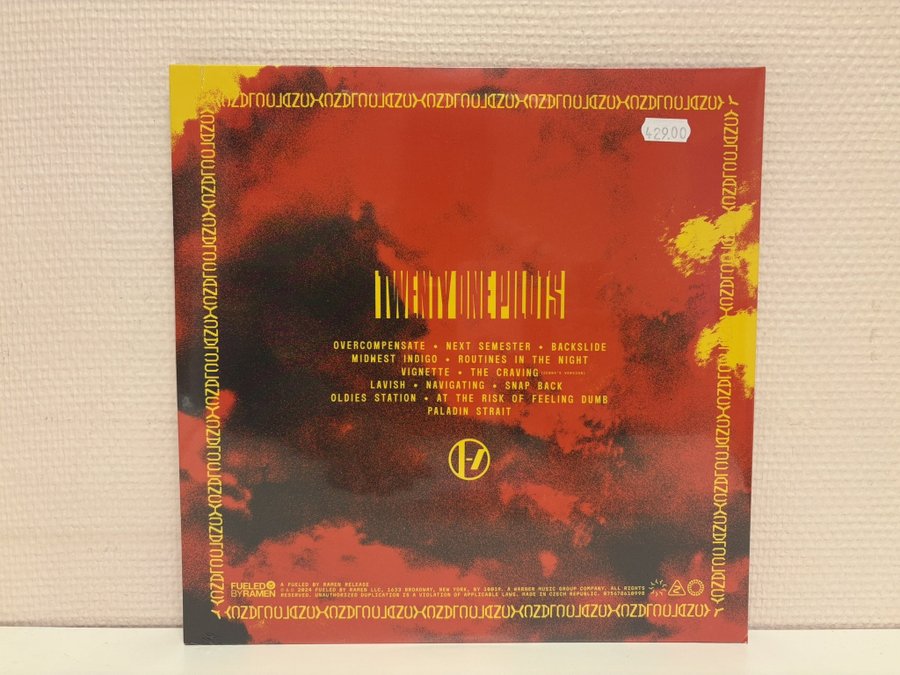 429.00
TWENTY ONE PILOTS
OVERCOMPENSATE • NEXT SEMESTER • BACKSLIDE
MIDWEST INDIGO • ROUTINES IN THE NIGHT
VIGNETTE • THE CRAVING (JENNA'S VERSION)
LAVISH • NAVIGATING • SNAP BACK
OLDIES STATION • AT THE RISK OF FEELING DUMB
PALADIN STRAIT
FUELED BY RAMEN
A FUELED BY RAMEN RELEASE
2024 FUELED BY RAMEN LLC, 1633 BROADWAY, NEW YORK, NY 10019. A WARNER MUSIC GROUP COMPANY. ALL RIGHTS
RESERVED. UNAUTHORIZED DUPLICATION IS A VIOLATION OF APPLICABLE LAWS. MADE IN CZECH REPUBLIC. 075678610998